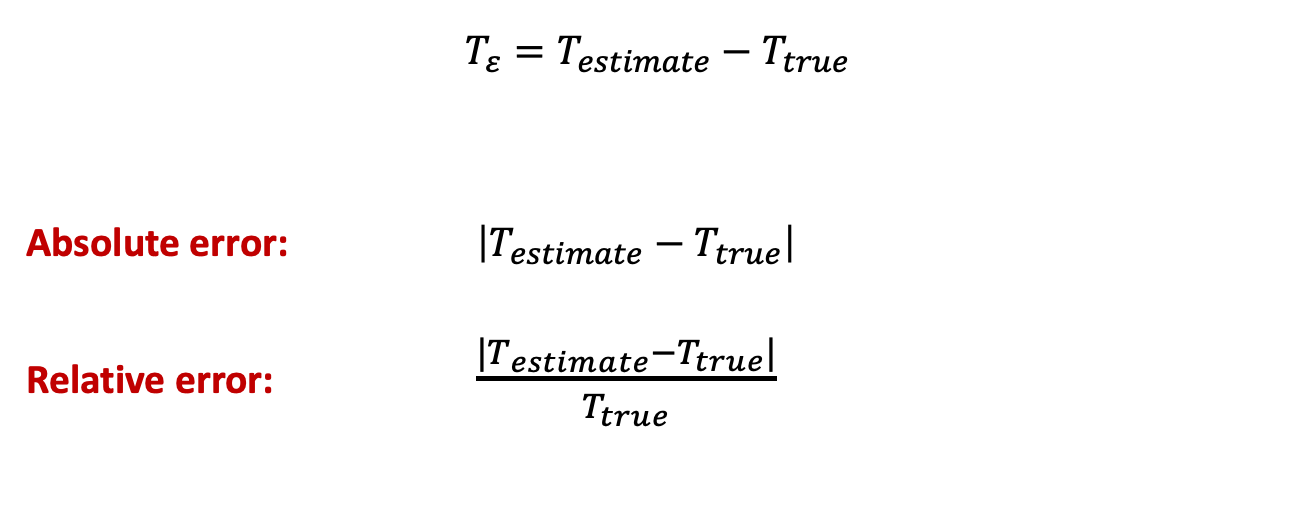 T_ε = T_estimate − T_true
Absolute error: |T_estimate − T_true|
Relative error: |T_estimate−T_true| / T_true